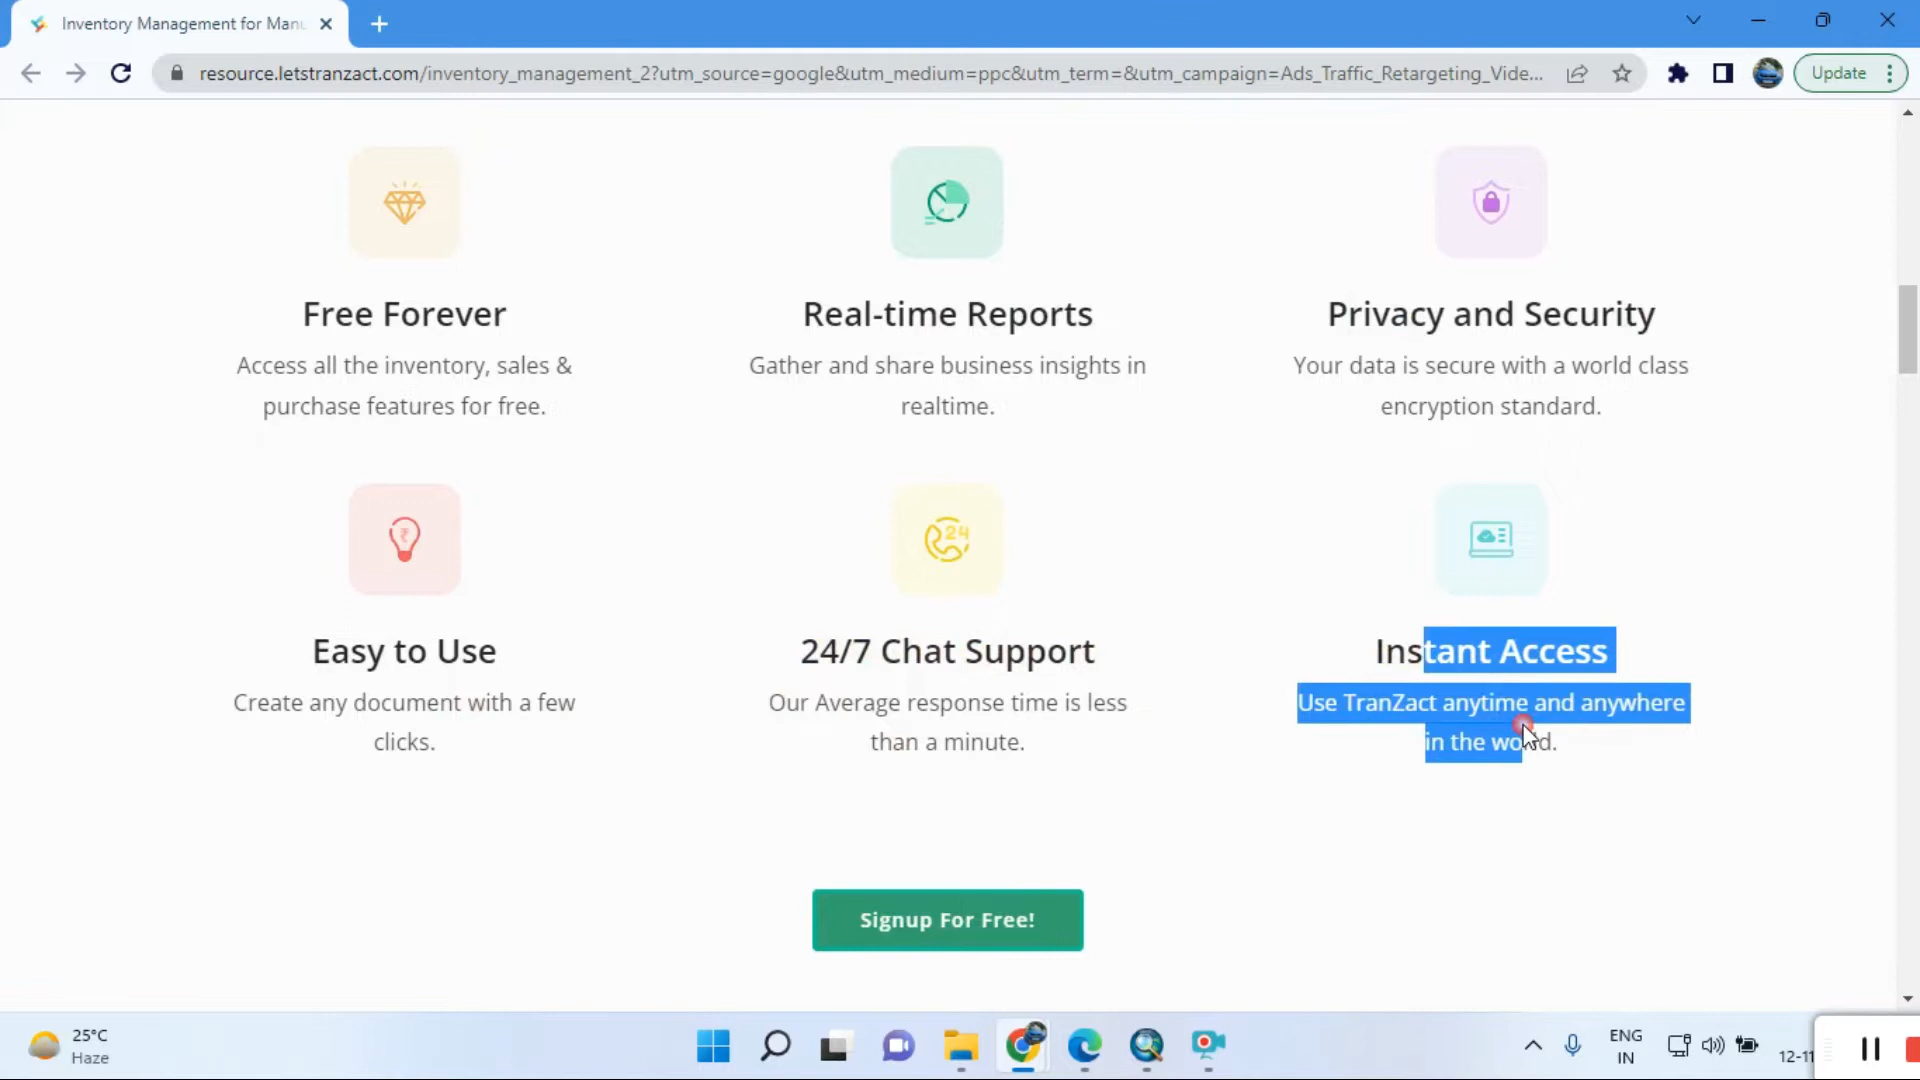 Inventory Management for Manu
resource.letstranzact.com/inventory_management_2?utm_source=google&utm_medium=ppc&utm_term=&utm_campaign=Ads_Traffic_Retargeting_Vide...
Update
Free Forever
Access all the inventory, sales &
purchase features for free.
Real-time Reports
Gather and share business insights in
realtime.
Privacy and Security
Your data is secure with a world class
encryption standard.
₹
Easy to Use
Create any document with a few
clicks.
24
24/7 Chat Support
Our Average response time is less
than a minute.
Instant Access
Use TranZact anytime and anywhere
in the world.
Signup For Free!
25°C
Haze
ENG
IN
12-11